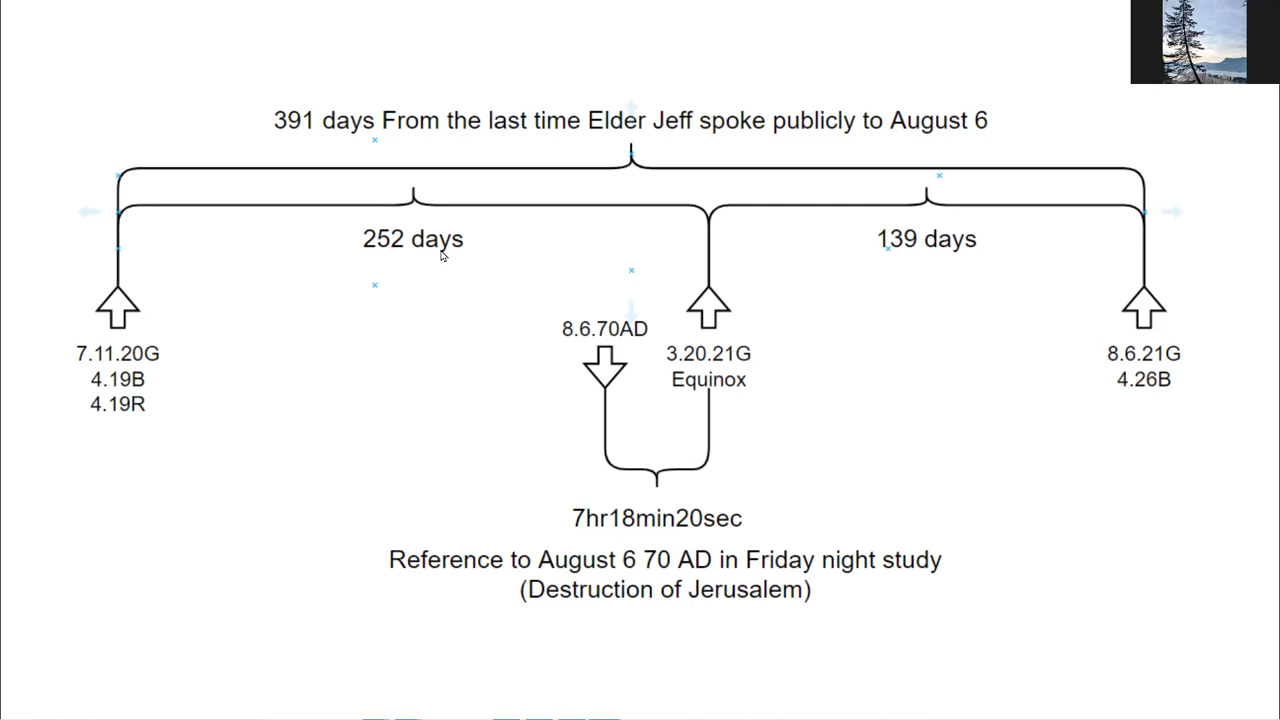 391 days From the last time Elder Jeff spoke publicly to August 6
252 days
139 days
8.6.70AD
7.11.20G
4.19B
4.19R
3.20.21G
Equinox
8.6.21G
4.26B
7hr18min20sec
Reference to August 6 70 AD in Friday night study
(Destruction of Jerusalem)